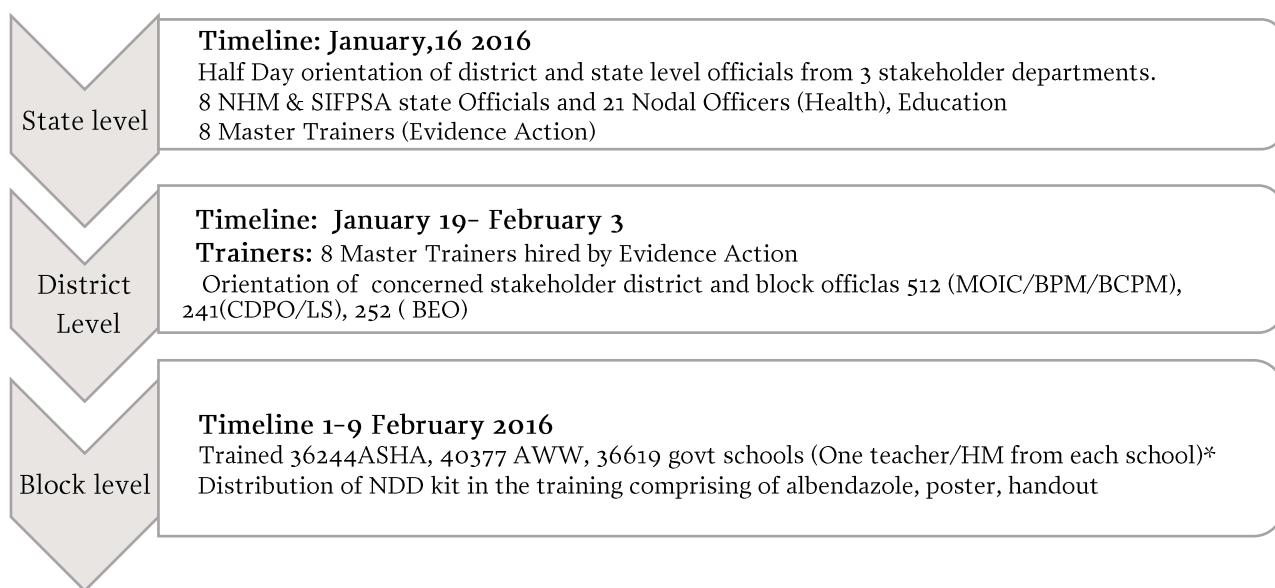 State level
Timeline: January,16 2016
Half Day orientation of district and state level officials from 3 stakeholder departments.
8 NHM & SIFPSA state Officials and 21 Nodal Officers (Health), Education
8 Master Trainers (Evidence Action)
District
Level
Timeline: January 19- February 3
Trainers: 8 Master Trainers hired by Evidence Action
Orientation of concerned stakeholder district and block officlas 512 (MOIC/BPM/BCPM),
241(CDPO/LS), 252 ( BEO)
Block level
Timeline 1-9 February 2016
Trained 36244ASHA, 40377 AWW, 36619 govt schools (One teacher/HM from each school)*
Distribution of NDD kit in the training comprising of albendazole, poster, handout